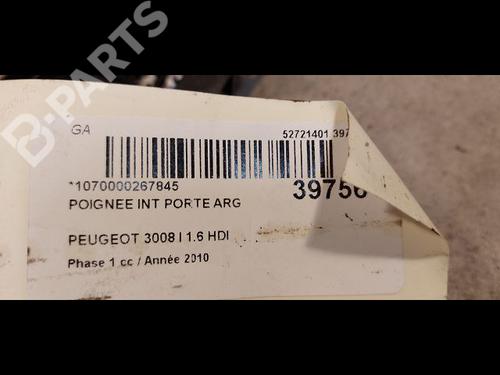 B-PARTS
GA
52721401 397
*1070000267845
39756
POIGNEE INT PORTE ARG
PEUGEOT 3008 I 1.6 HDI
Phase 1 cc / Année 2010